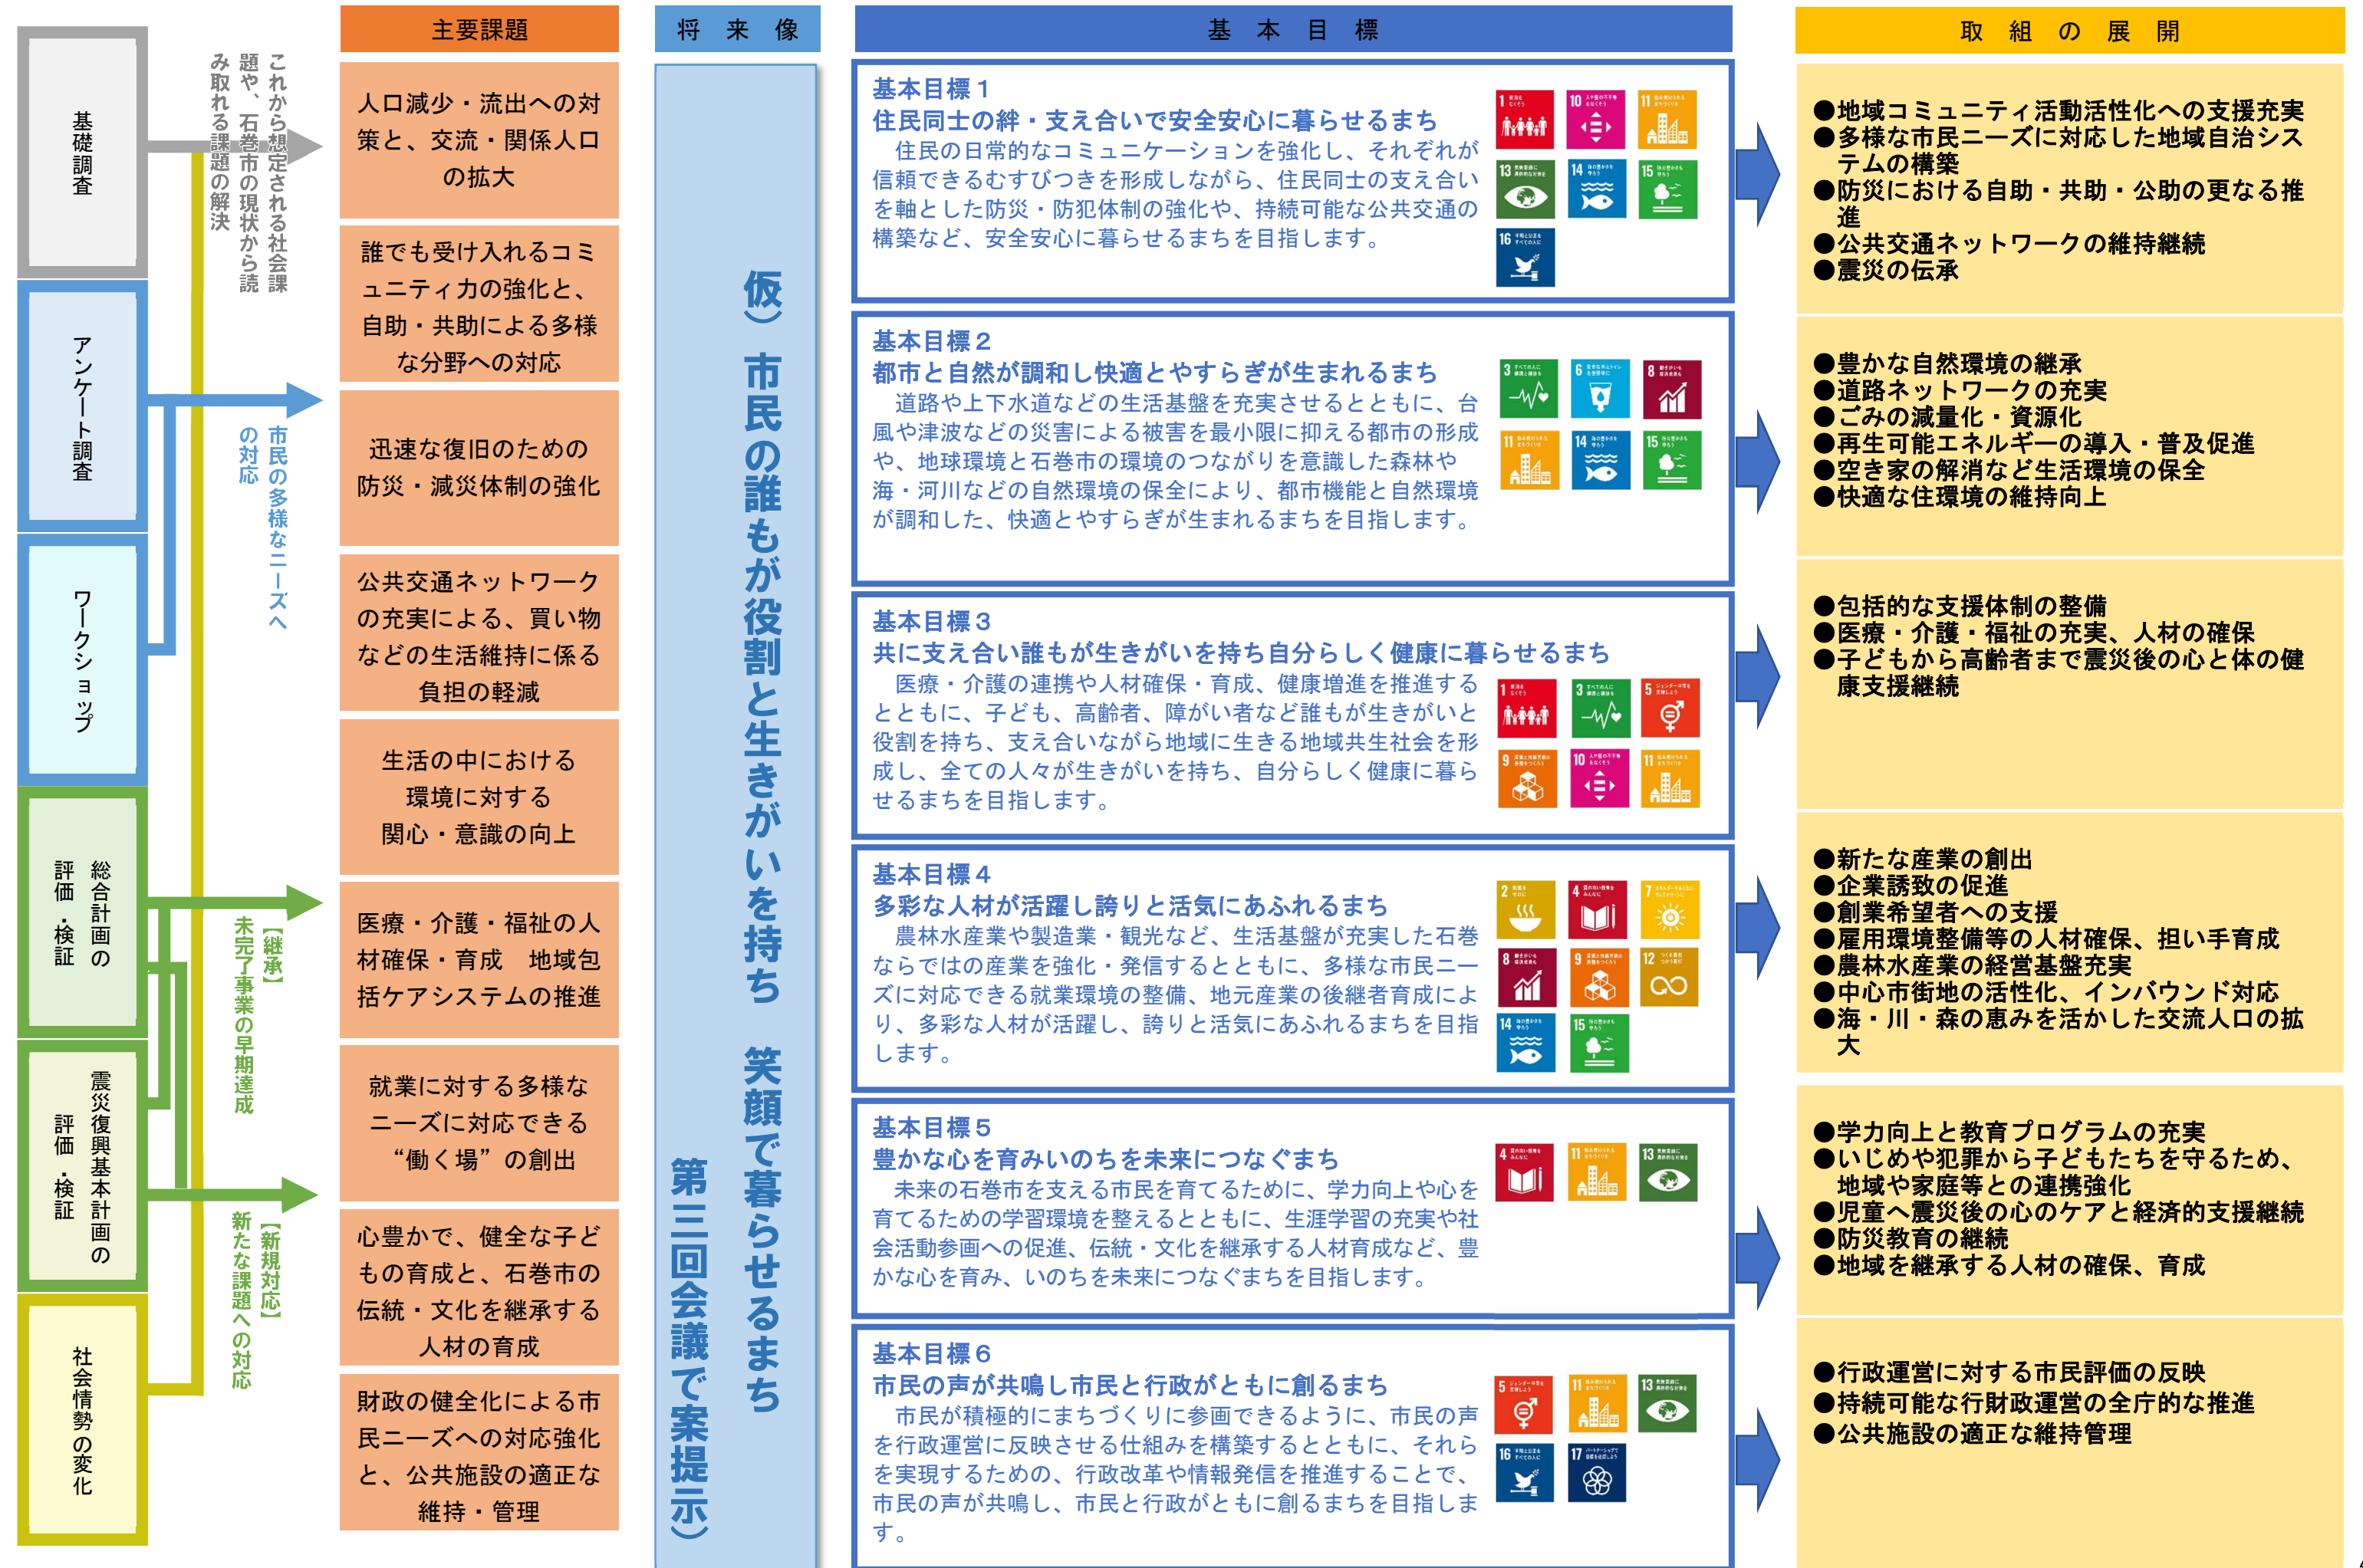 基礎調査
アンケート調査
ワークショップ
総合計画の
評価・検証
震災復興基本計画の
評価・検証
社会情勢の変化
これから想定される社会課
題や、石巻市の現状から読
み取れる課題の解決
市民の多様なニーズへ
の対応
【継承】
未完了事業の早期達成
【新規対応】
新たな課題への対応
主要課題
人口減少・流出への対
策と、交流・関係人口
の拡大
誰でも受け入れるコミ
ュニティ力の強化と、
自助・共助による多様
な分野への対応
迅速な復旧のための
防災・減災体制の強化
公共交通ネットワーク
の充実による、買い物
などの生活維持に係る
負担の軽減
生活の中における
環境に対する
関心・意識の向上
医療・介護・福祉の人
材確保・育成　地域包
括ケアシステムの推進
就業に対する多様な
ニーズに対応できる
“働く場”の創出
心豊かで、健全な子ど
もの育成と、石巻市の
伝統・文化を継承する
人材の育成
財政の健全化による市
民ニーズへの対応強化
と、公共施設の適正な
維持・管理
将来像
仮）市民の誰もが役割と生きがいを持ち　笑顔で暮らせるまち
第三回会議で案提示）
基本目標
基本目標１
住民同士の絆・支え合いで安全安心に暮らせるまち
　住民の日常的なコミュニケーションを強化し、それぞれが
信頼できるむすびつきを形成しながら、住民同士の支え合い
を軸とした防災・防犯体制の強化や、持続可能な公共交通の
構築など、安全安心に暮らせるまちを目指します。
1
10
11
13
14
15
16
基本目標２
都市と自然が調和し快適とやすらぎが生まれるまち
　道路や上下水道などの生活基盤を充実させるとともに、台
風や津波などの災害による被害を最小限に抑える都市の形成
や、地球環境と石巻市の環境のつながりを意識した森林や
海・河川などの自然環境の保全により、都市機能と自然環境
が調和した、快適とやすらぎが生まれるまちを目指します。
3
6
8
11
14
15
基本目標３
共に支え合い誰もが生きがいを持ち自分らしく健康に暮らせるまち
　医療・介護の連携や人材確保・育成、健康増進を推進する
とともに、子ども、高齢者、障がい者など誰もが生きがいと
役割を持ち、支え合いながら地域に生きる地域共生社会を形
成し、全ての人々が生きがいを持ち、自分らしく健康に暮ら
せるまちを目指します。
1
3
5
9
10
11
基本目標４
多彩な人材が活躍し誇りと活気にあふれるまち
　農林水産業や製造業・観光など、生活基盤が充実した石巻
ならではの産業を強化・発信するとともに、多様な市民ニー
ズに対応できる就業環境の整備、地元産業の後継者育成によ
り、多彩な人材が活躍し、誇りと活気にあふれるまちを目指
します。
2
4
7
8
9
12
14
15
基本目標５
豊かな心を育みいのちを未来につなぐまち
　未来の石巻市を支える市民を育てるために、学力向上や心を
育てるための学習環境を整えるとともに、生涯学習の充実や社
会活動参画への促進、伝統・文化を継承する人材育成など、豊
かな心を育み、いのちを未来につなぐまちを目指します。
4
11
13
基本目標６
市民の声が共鳴し市民と行政がともに創るまち
　市民が積極的にまちづくりに参画できるように、市民の声
を行政運営に反映させる仕組みを構築するとともに、それら
を実現するための、行政改革や情報発信を推進することで、
市民の声が共鳴し、市民と行政がともに創るまちを目指しま
す。
5
11
13
16
17
取組の展開
●地域コミュニティ活動活性化への支援充実
●多様な市民ニーズに対応した地域自治シス
テムの構築
●防災における自助・共助・公助の更なる推
進
●公共交通ネットワークの維持継続
●震災の伝承
●豊かな自然環境の継承
●道路ネットワークの充実
●ごみの減量化・資源化
●再生可能エネルギーの導入・普及促進
●空き家の解消など生活環境の保全
●快適な住環境の維持向上
●包括的な支援体制の整備
●医療・介護・福祉の充実、人材の確保
●子どもから高齢者まで震災後の心と体の健
康支援継続
●新たな産業の創出
●企業誘致の促進
●創業希望者への支援
●雇用環境整備等の人材確保、担い手育成
●農林水産業の経営基盤充実
●中心市街地の活性化、インバウンド対応
●海・川・森の恵みを活かした交流人口の拡
大
●学力向上と教育プログラムの充実
●いじめや犯罪から子どもたちを守るため、
地域や家庭等との連携強化
●児童へ震災後の心のケアと経済的支援継続
●防災教育の継続
●地域を継承する人材の確保、育成
●行政運営に対する市民評価の反映
●持続可能な行財政運営の全庁的な推進
●公共施設の適正な維持管理